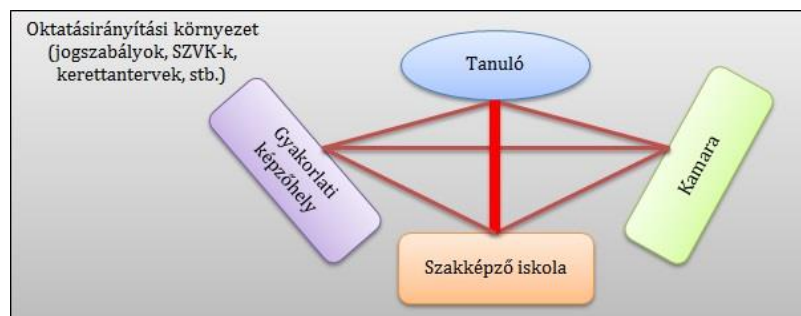 Oktatásirányítási környezet
(jogszabályok, SZVK-k,
kerettantervek, stb.)
Tanuló
Gyakorlati
képzőhely
Kamara
Szakképző iskola